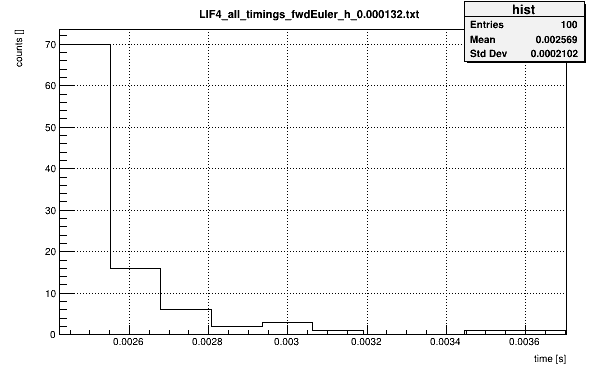 LIF4_all_timings_fwdEuler_h_0.000132.txt
hist
Entries 100
Mean 0.002569
Std Dev 0.0002102
counts []
70
60
50
40
30
20
10
0
0.0026 0.0028 0.003 0.0032 0.0034 0.0036
time [s]